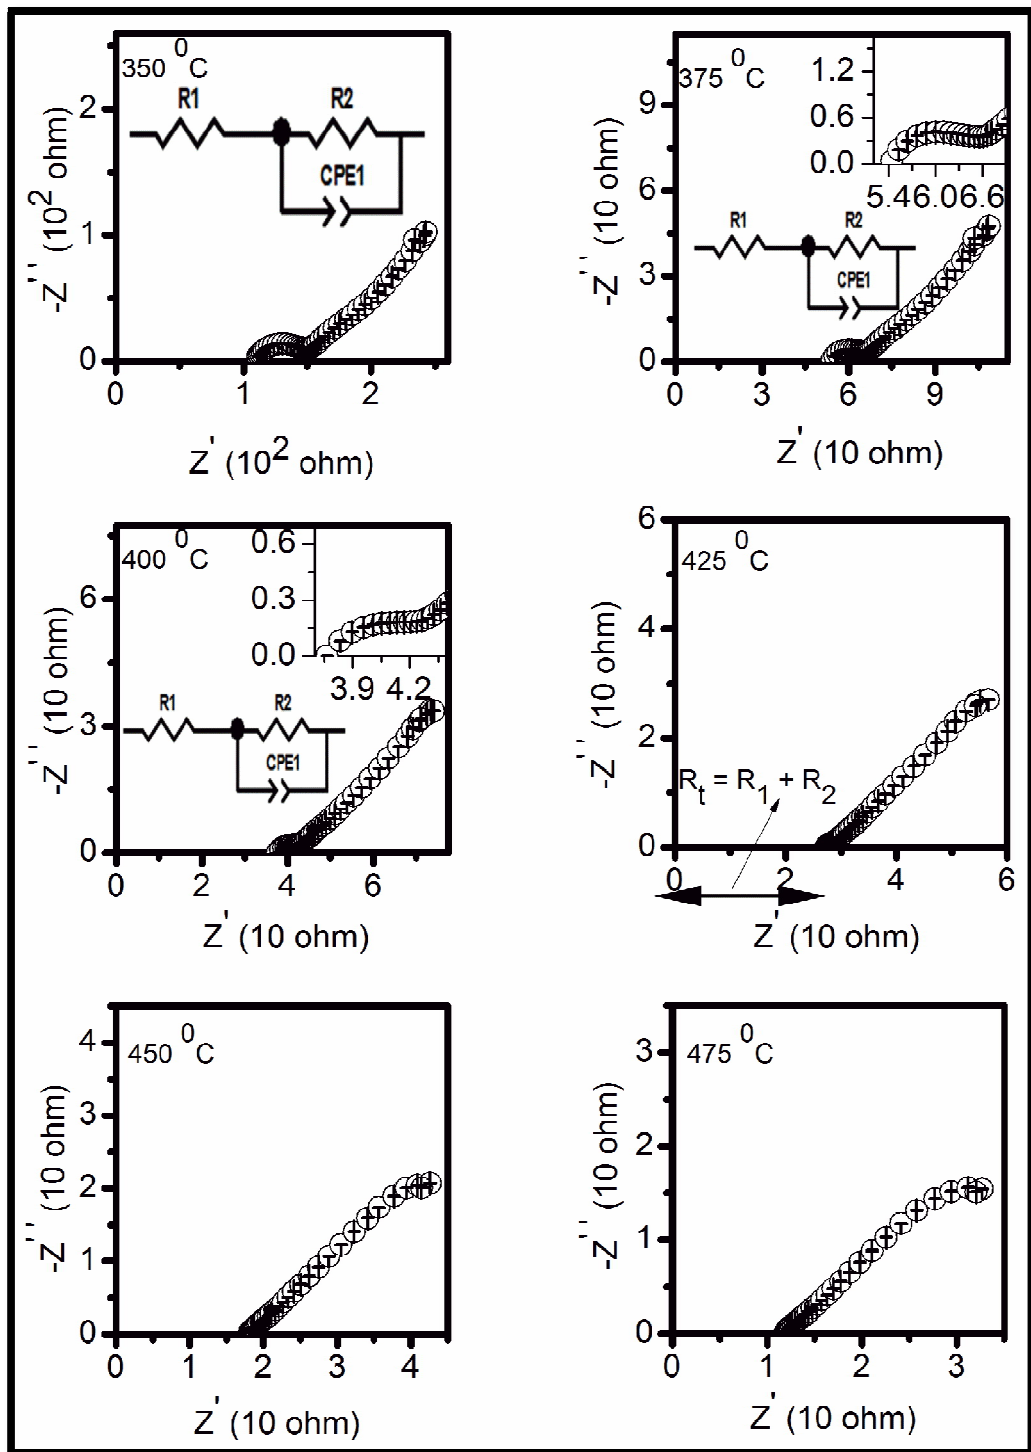 350 ⁰C
R1 R2
CPE1
2
1
0
0 1 2
-Z'' (10² ohm)
Z' (10² ohm)
375 ⁰C
1.2
0.6
0.0
5.4 6.0 6.6
R1 R2
CPE1
9
6
3
0
0 3 6 9
-Z'' (10 ohm)
Z' (10 ohm)
400 ⁰C
0.6
0.3
0.0
3.9 4.2
R1 R2
CPE1
6
3
0
0 2 4 6
-Z'' (10 ohm)
Z' (10 ohm)
425 ⁰C
6
4
2
0
Rt = R1 + R2
0 2 4 6
-Z'' (10 ohm)
Z' (10 ohm)
450 ⁰C
4
3
2
1
0
0 1 2 3 4
-Z'' (10 ohm)
Z' (10 ohm)
475 ⁰C
3
2
1
0
0 1 2 3
-Z'' (10 ohm)
Z' (10 ohm)